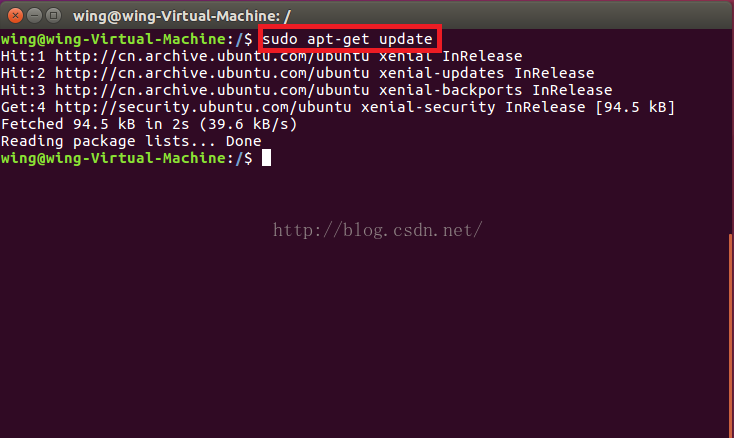 wing@wing-Virtual-Machine: /
wing@wing-Virtual-Machine:/$ sudo apt-get update
Hit:1 http://cn.archive.ubuntu.com/ubuntu xenial InRelease
Hit:2 http://cn.archive.ubuntu.com/ubuntu xenial-updates InRelease
Hit:3 http://cn.archive.ubuntu.com/ubuntu xenial-backports InRelease
Get:4 http://security.ubuntu.com/ubuntu xenial-security InRelease [94.5 kB]
Fetched 94.5 kB in 2s (39.6 kB/s)
Reading package lists... Done
wing@wing-Virtual-Machine:/$
http://blog.csdn.net/